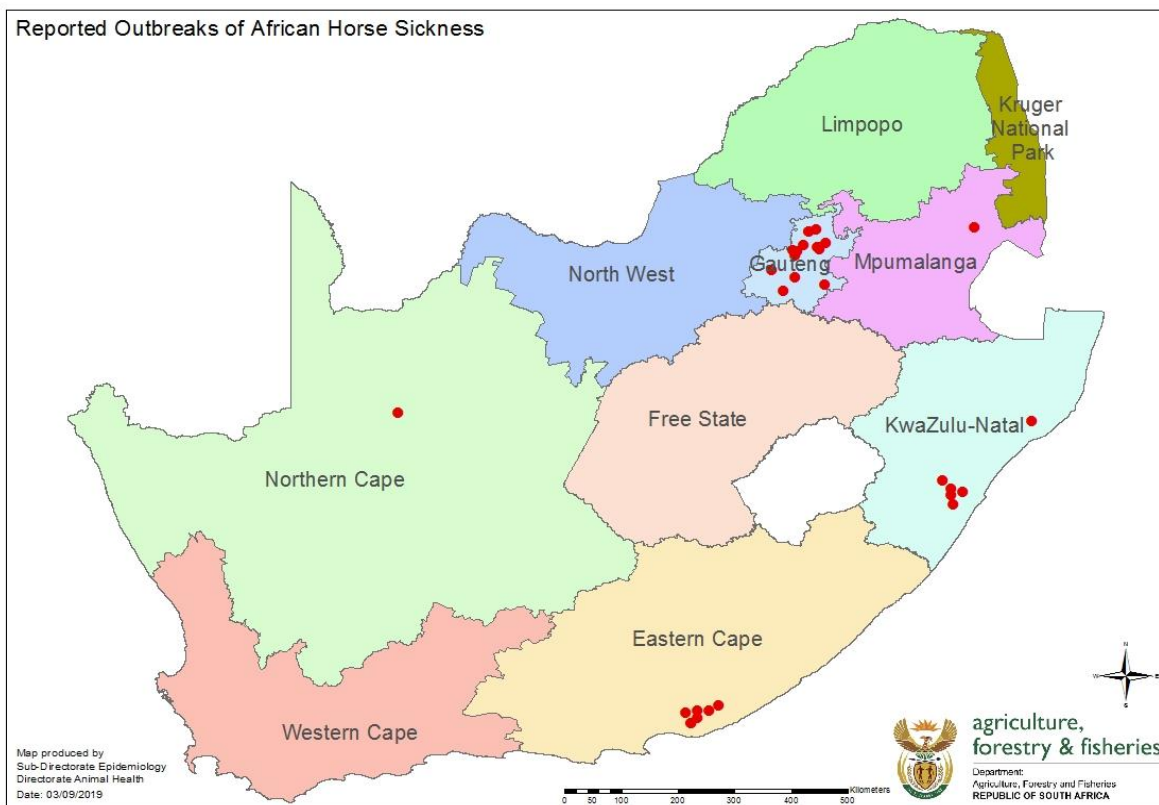 Reported Outbreaks of African Horse Sickness
Kruger
National
Park
Limpopo
North West
Gauteng
Mpumalanga
Free State
KwaZulu-Natal
Northern Cape
Eastern Cape
Western Cape
N
W
E
S
Map produced by
Sub-Directorate Epidemiology
Directorate Animal Health
Date: 03/09/2019
Kilometers
0 50 100 200 300 400 500
agriculture,
forestry & fisheries
Department:
Agriculture, Forestry and Fisheries
REPUBLIC OF SOUTH AFRICA